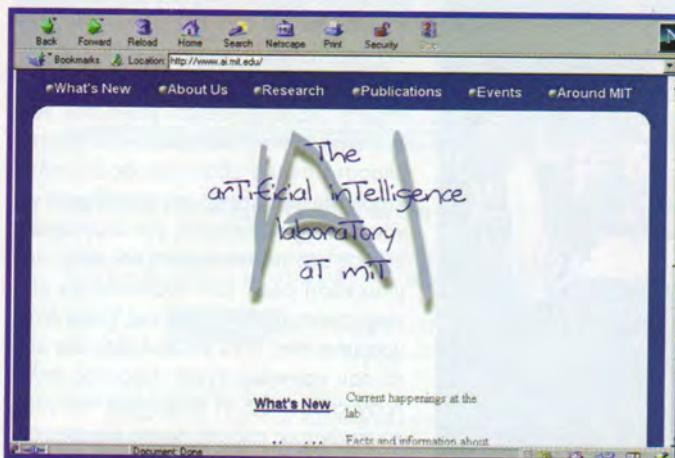 Back Forward Reload Home Search Netscape Print Security
Bookmarks Location: http://www.ai.mit.edu/
What's New About Us Research Publications Events Around MIT
The
arTificial inTelligence
laboraTory
aT miT
What's New Current happenings at the
lab
Facts and information about
Document: Done